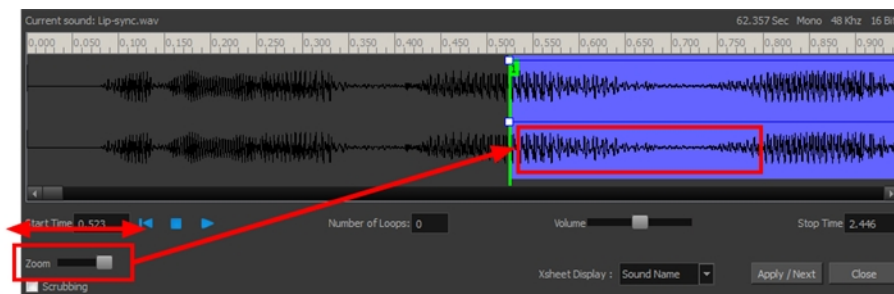 Current sound: Lip-sync.wav 62.357 Sec Mono 48 Khz 16 Bi
0.000 0.050 0.100 0.150 0.200 0.250 0.300 0.350 0.400 0.450 0.500 0.550 0.600 0.650 0.700 0.750 0.800 0.850 0.900
1
Start Time 0.523 Number of Loops: 0 Volume Stop Time 2.446
Zoom Xsheet Display : Sound Name Apply / Next Close
Scrubbing